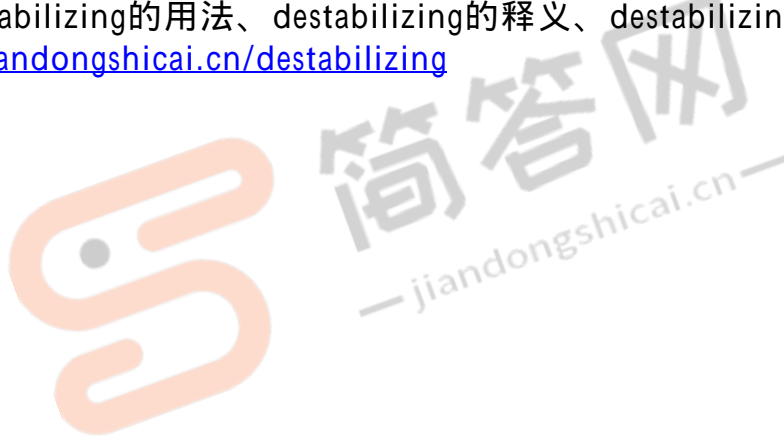 abilizing的用法、destabilizing的释义、destabilizin
andongshicai.cn/destabilizing
简答网
jiandongshicai.cn